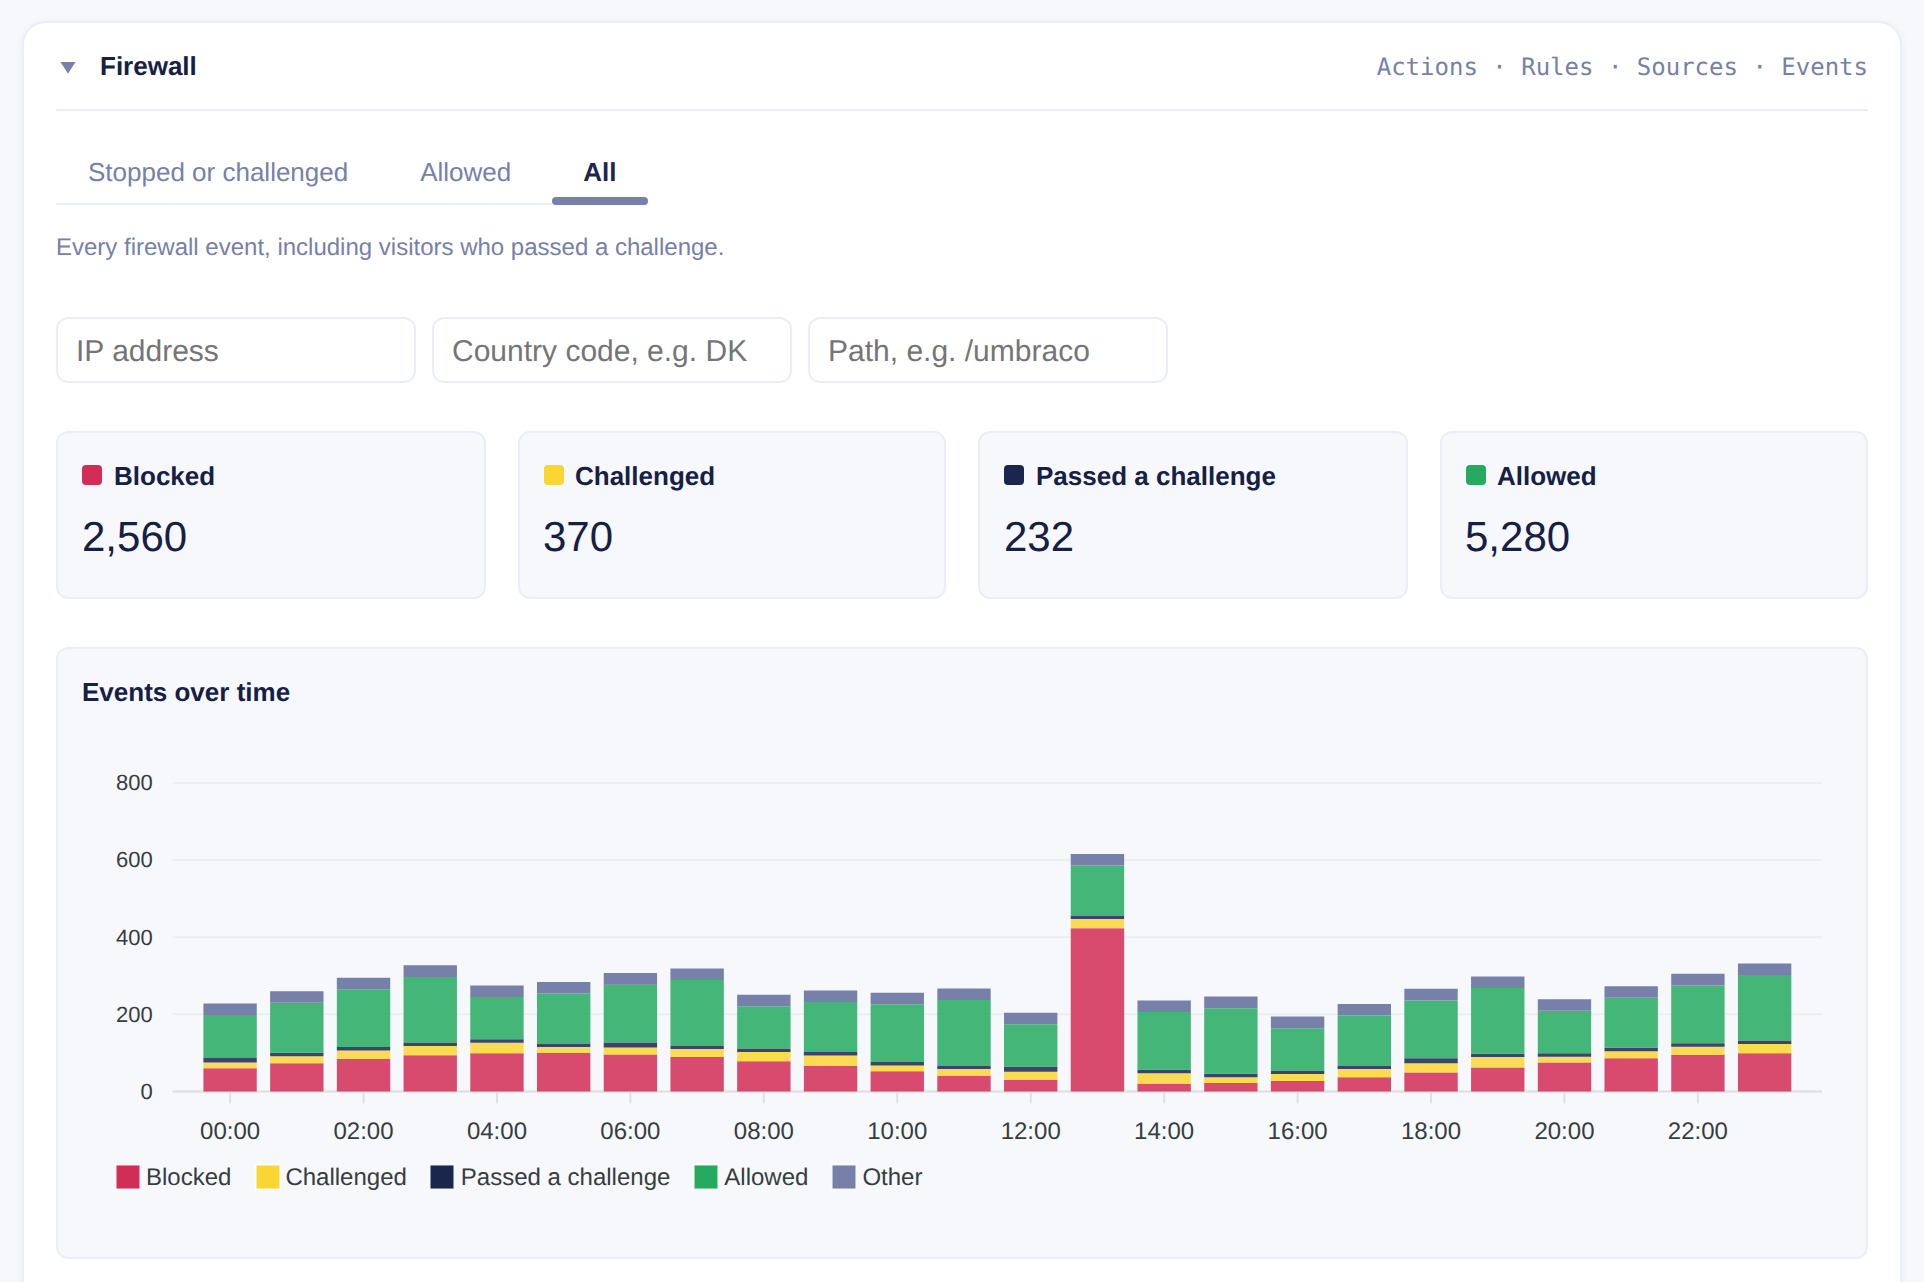 Firewall
Actions · Rules · Sources · Events
Stopped or challenged
Allowed
All
Every firewall event, including visitors who passed a challenge.
IP address
Country code, e.g. DK
Path, e.g. /umbraco
Blocked
2,560
Challenged
370
Passed a challenge
232
Allowed
5,280
Events over time
800
600
400
200
0
00:00
02:00
04:00
06:00
08:00
10:00
12:00
14:00
16:00
18:00
20:00
22:00
Blocked
Challenged
Passed a challenge
Allowed
Other